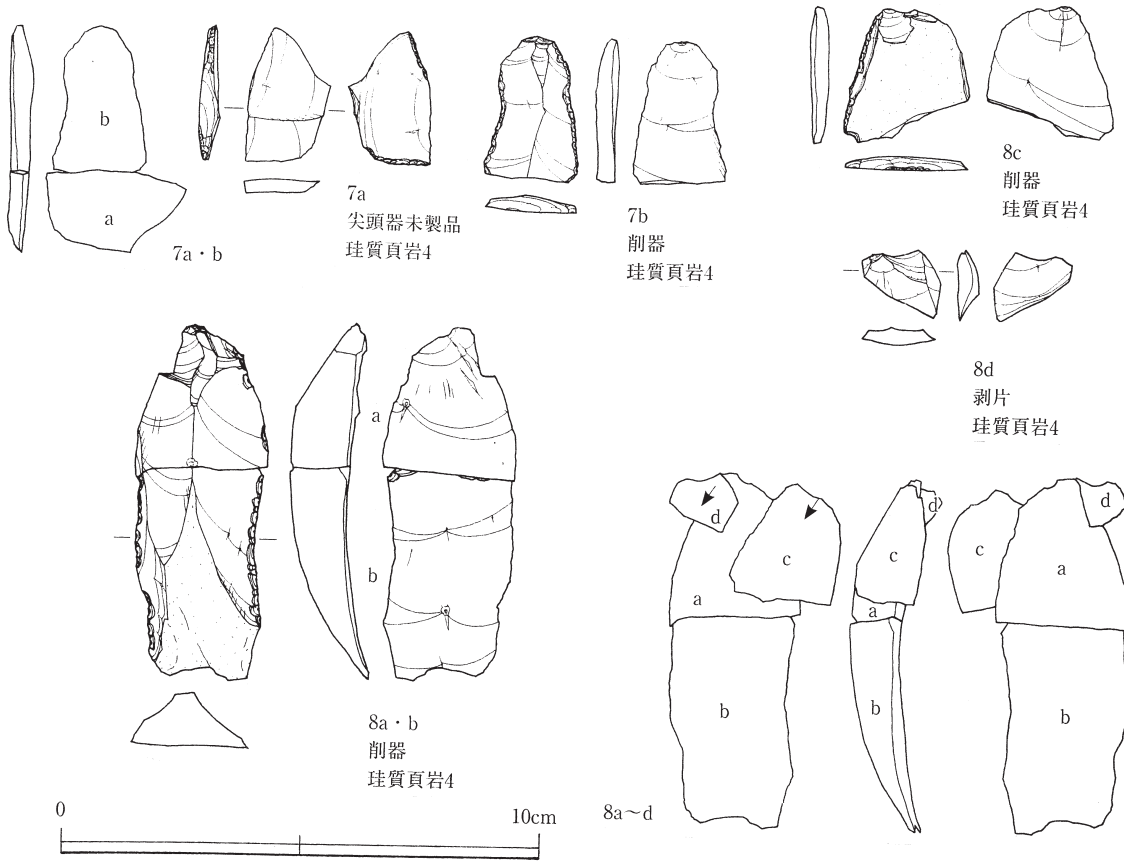 b
a
7a・b
7a
尖頭器未製品
珪質頁岩4
7b
削器
珪質頁岩4
8c
削器
珪質頁岩4
8d
剥片
珪質頁岩4
a
b
8a・b
削器
珪質頁岩4
d
c
a
b
d
c
a
b
c
d
a
b
8a～d
0
10cm